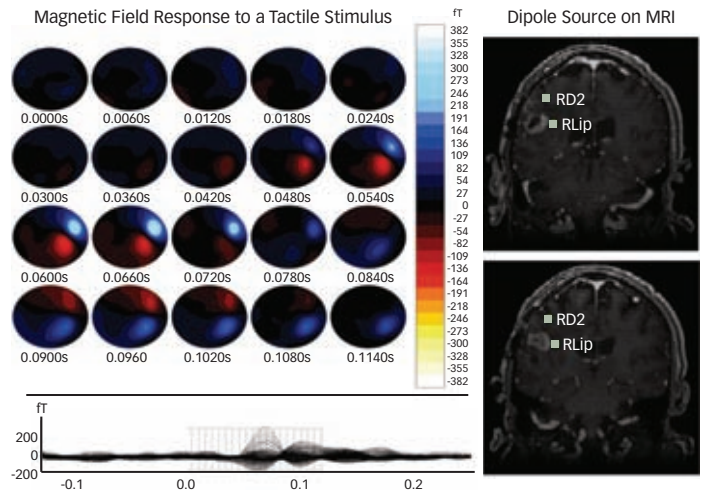 Magnetic Field Response to a Tactile Stimulus
0.0000s 0.0060s 0.0120s 0.0180s 0.0240s
0.0300s 0.0360s 0.0420s 0.0480s 0.0540s
0.0600s 0.0660s 0.0720s 0.0780s 0.0840s
0.0900s 0.0960 0.1020s 0.1080s 0.1140s
fT
382
355
328
300
273
246
218
191
164
136
109
82
54
27
0
-27
-54
-82
-109
-136
-164
-191
-218
-246
-273
-300
-328
-355
-382
Dipole Source on MRI
RD2
RLip
RD2
RLip
fT
200
0
-200
-0.1 0.0 0.1 0.2